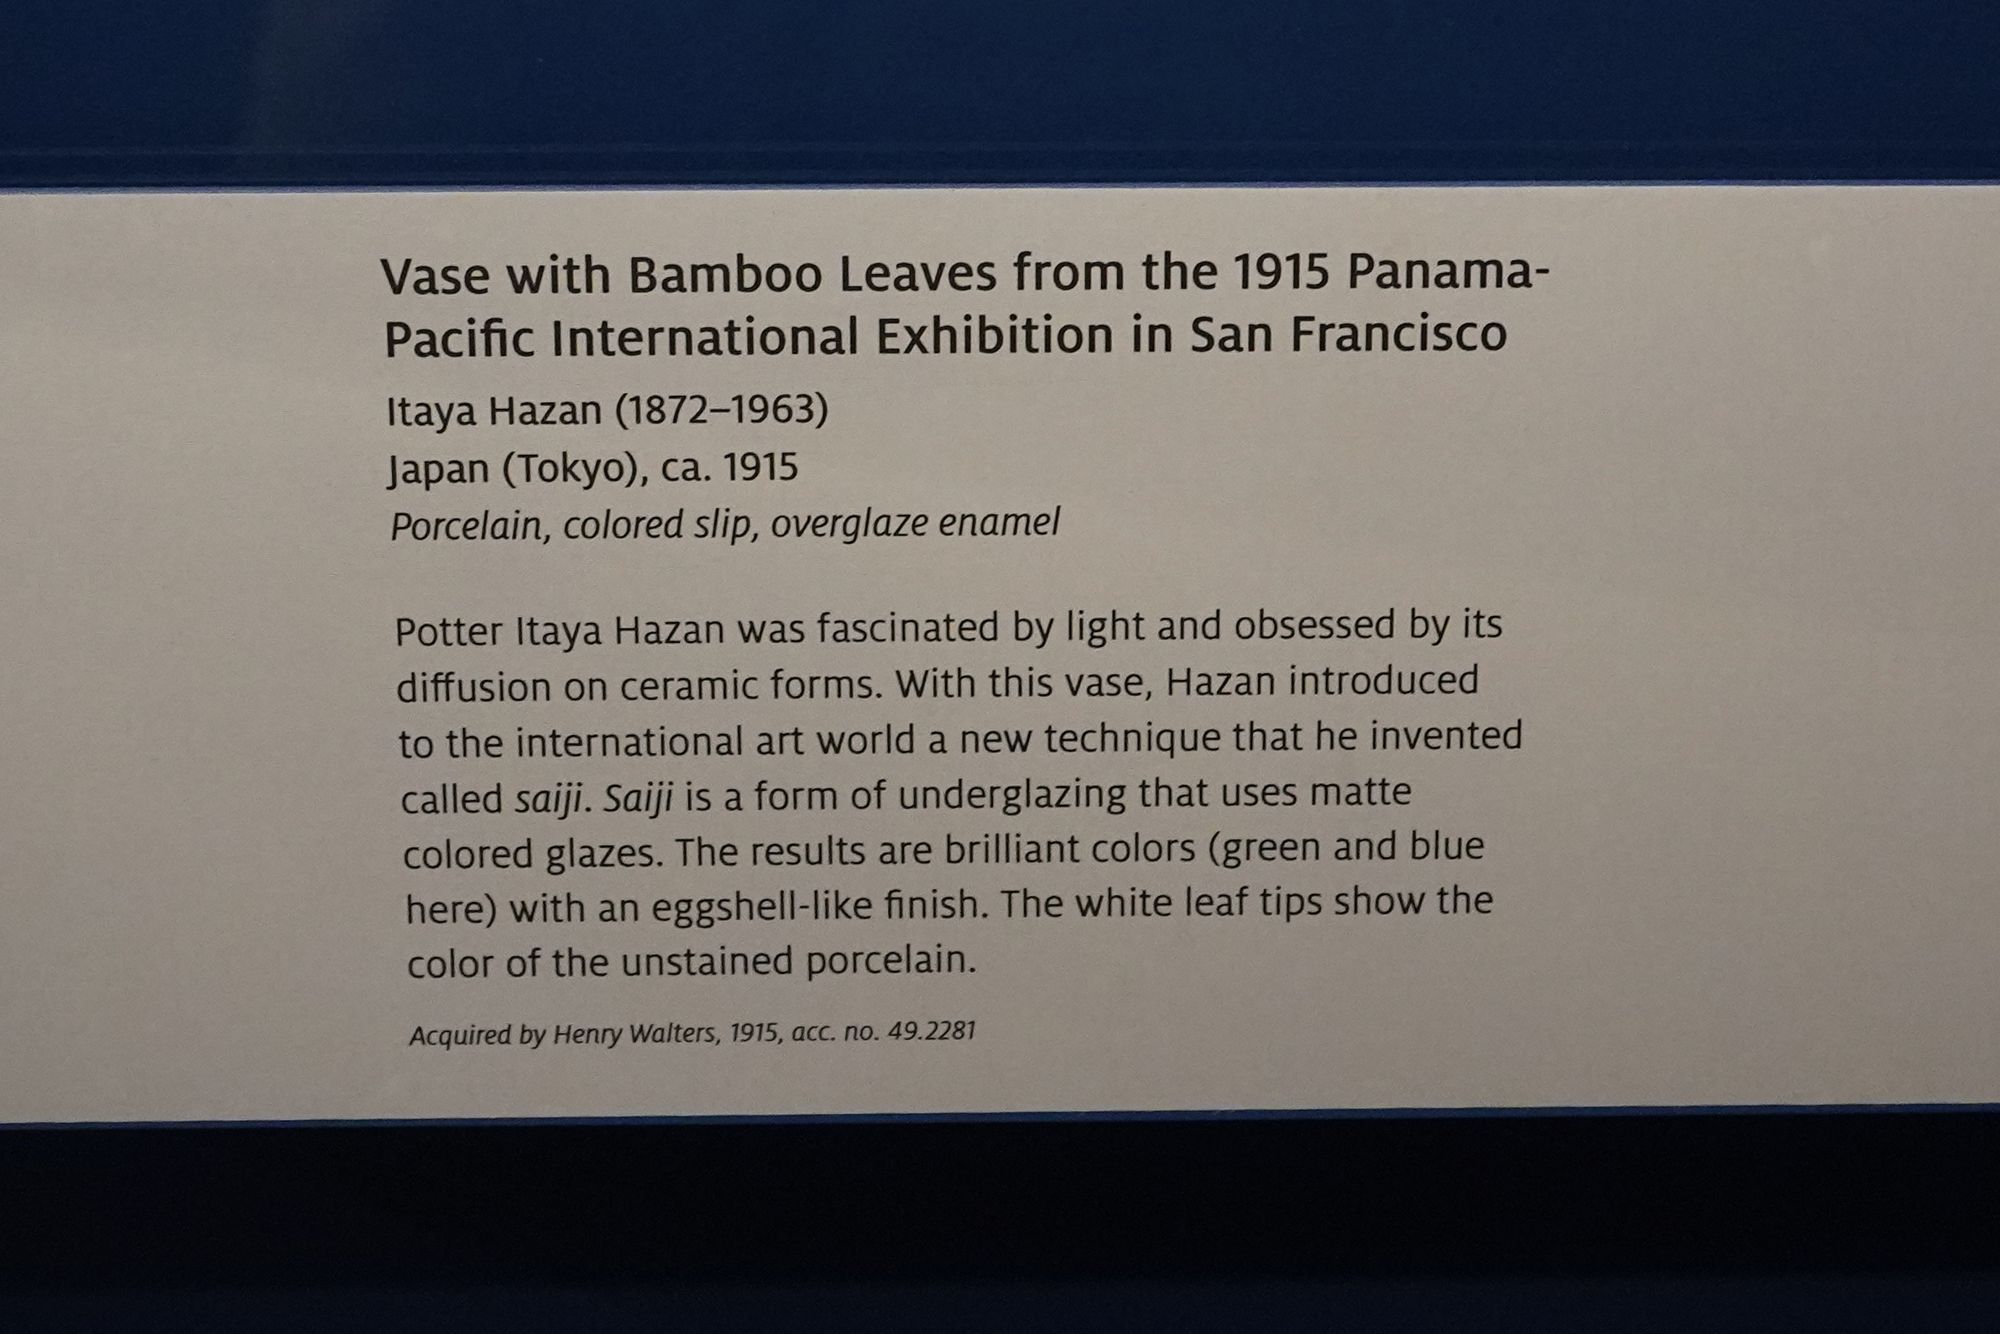 Vase with Bamboo Leaves from the 1915 Panama-
Pacific International Exhibition in San Francisco
Itaya Hazan (1872–1963)
Japan (Tokyo), ca. 1915
Porcelain, colored slip, overglaze enamel
Potter Itaya Hazan was fascinated by light and obsessed by its
diffusion on ceramic forms. With this vase, Hazan introduced
to the international art world a new technique that he invented
called saiji. Saiji is a form of underglazing that uses matte
colored glazes. The results are brilliant colors (green and blue
here) with an eggshell-like finish. The white leaf tips show the
color of the unstained porcelain.
Acquired by Henry Walters, 1915, acc. no. 49.2281